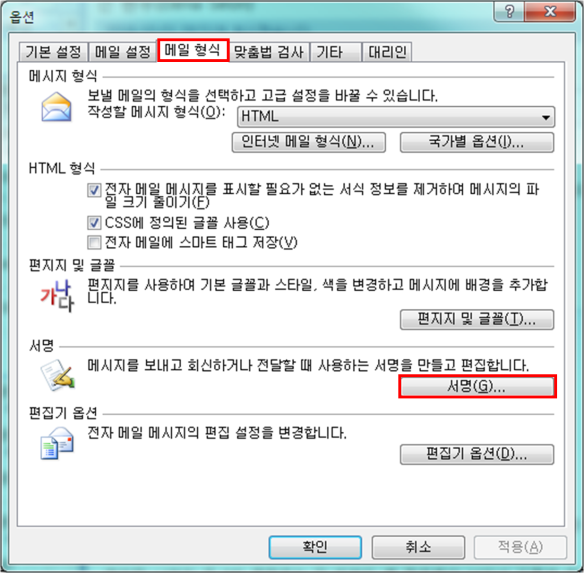 옵션
기본 설정 메일 설정 메일 형식 맞춤법 검사 기타 대리인
메시지 형식
보낼 메일의 형식을 선택하고 고급 설정을 바꿀 수 있습니다.
작성할 메시지 형식(O): HTML
인터넷 메일 형식(N)... 국가별 옵션(I)...
HTML 형식
전자 메일 메시지를 표시할 필요가 없는 서식 정보를 제거하여 메시지의 파
일 크기 줄이기(F)
CSS에 정의된 글꼴 사용(C)
전자 메일에 스마트 태그 저장(V)
편지지 및 글꼴
가나다
편지지를 사용하여 기본 글꼴과 스타일, 색을 변경하고 메시지에 배경을 추가합
니다.
편지지 및 글꼴(T)...
서명
메시지를 보내고 회신하거나 전달할 때 사용하는 서명을 만들고 편집합니다.
서명(G)...
편집기 옵션
전자 메일 메시지의 편집 설정을 변경합니다.
편집기 옵션(D)...
확인 취소 적용(A)